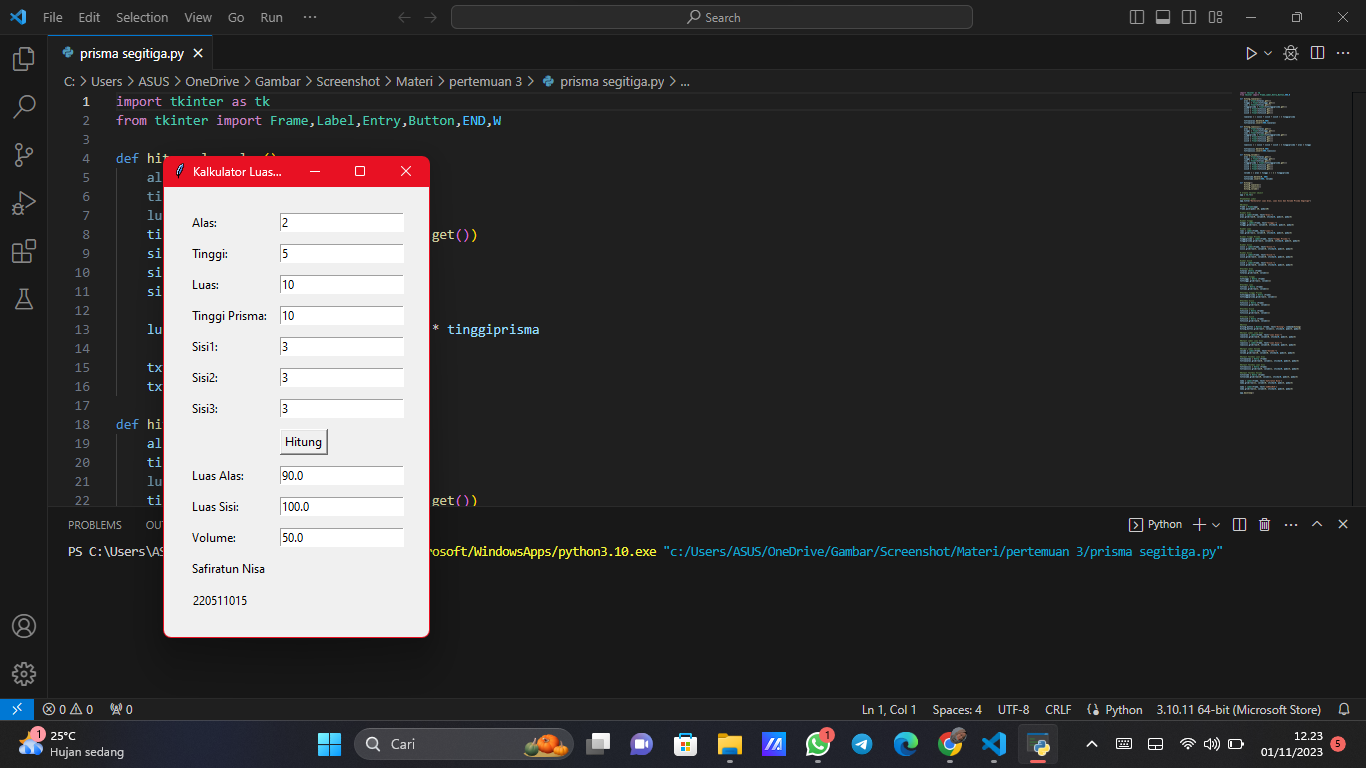 File Edit Selection View Go Run ··· Search
prisma segitiga.py
C: > Users > ASUS > OneDrive > Gambar > Screenshot > Materi > pertemuan 3 > prisma segitiga.py > ...
1 import tkinter as tk
2 from tkinter import Frame,Label,Entry,Button,END,W
3
4 def hit
5 al
6 ti
7 lu
8 ti get())
9 si
10 si
11 si
12
13 lu * tinggiprisma
14
15 tx
16 tx
17
18 def hi
19 al
20 ti
21 lu
22 ti get())
Kalkulator Luas...
Alas: 2
Tinggi: 5
Luas: 10
Tinggi Prisma: 10
Sisi1: 3
Sisi2: 3
Sisi3: 3
Hitung
Luas Alas: 90.0
Luas Sisi: 100.0
Volume: 50.0
Safiratun Nisa
220511015
PROBLEMS OU Python
PS C:\Users\AS rosoft/WindowsApps/python3.10.exe "c:/Users/ASUS/OneDrive/Gambar/Screenshot/Materi/pertemuan 3/prisma segitiga.py"
0 0 0 Ln 1, Col 1 Spaces: 4 UTF-8 CRLF Python 3.10.11 64-bit (Microsoft Store)
1 25°C
Hujan sedang
Cari
1
12.23
01/11/2023
5